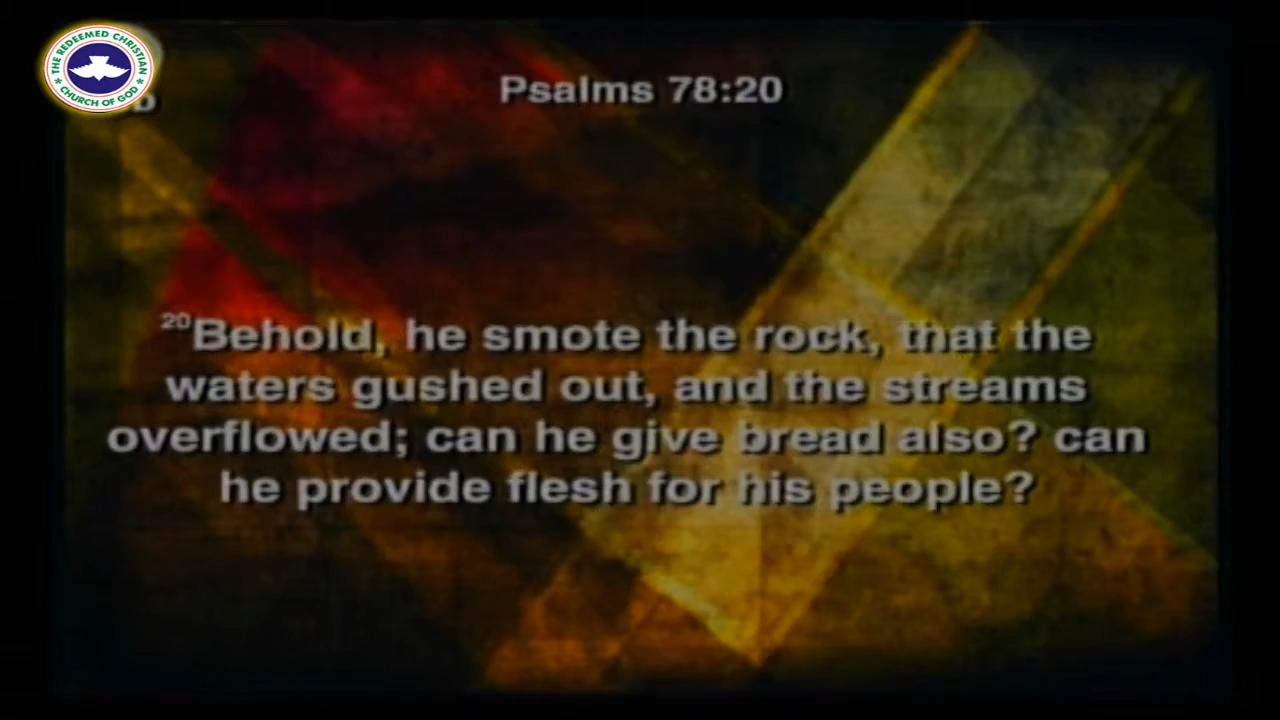 THE REDEEMED CHRISTIAN
CHURCH OF GOD
Psalms 78:20
20Behold, he smote the rock, that the
waters gushed out, and the streams
overflowed; can he give bread also? can
he provide flesh for his people?